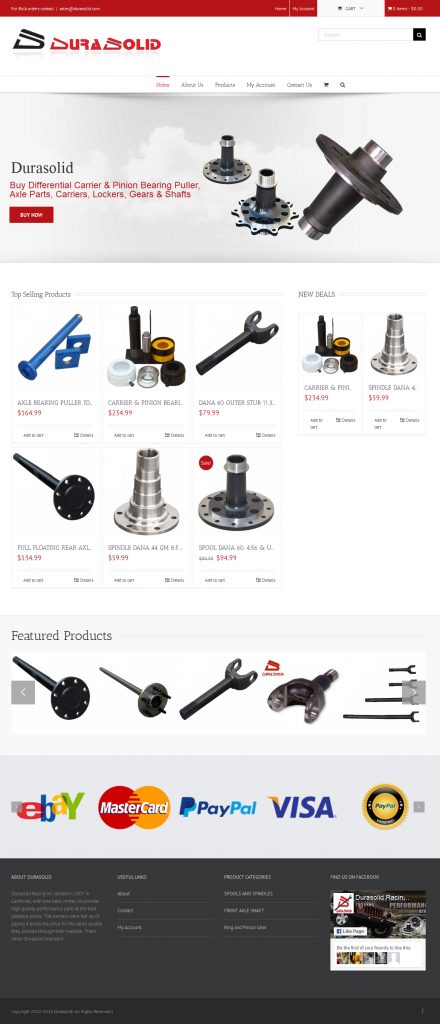 For Bulk orders contact | sales@durasolid.com
Home My Account CART 0 items - $0.00
DURASOLID
Search...
Home About Us Products My Account Contact Us
Durasolid
Buy Differential Carrier & Pinion Bearing Puller,
Axle Parts, Carriers, Lockers, Gears & Shafts
BUY NOW
Top Selling Products
NEW DEALS
AXLE BEARING PULLER TO...
$164.99
Add to cart Details
CARRIER & PINION BEARI...
$234.99
Add to cart Details
DANA 60 OUTER STUB 11.3...
$79.99
Add to cart Details
CARRIER & PINI...
$234.99
Add to cart Details
SPINDLE DANA 4...
$59.99
Add to cart Details
FULL FLOATING REAR AXL...
$134.99
Add to cart Details
SPINDLE DANA 44 GM 8.5 ...
$59.99
Add to cart Details
Sale!
SPOOL DANA 60, 4.56 & U...
$94.99
Add to cart Details
Featured Products
ebay
MasterCard
PayPal
VISA
PayPal
VERIFIED
ABOUT DURASOLID
Durasolid Racing Inc started in 2007 in
California, with one basic motto, to provide
high quality performance parts at the best
possible prices. The owners were fed up of
paying X times the price for the same quality
they provide through their website. That's
when Durasolid was born.
USEFUL LINKS
About
Contact
My account
PRODUCT CATEGORIES
SPOOLS AND SPINDLES
FRONT AXLE SHAFT
Ring and Pinion Gear
FIND US ON FACEBOOK
Durasolid Racin...
Like Page
Be the first of your friends to like this
Copyright 2012-2016 Durasolid, All Rights Reserved |